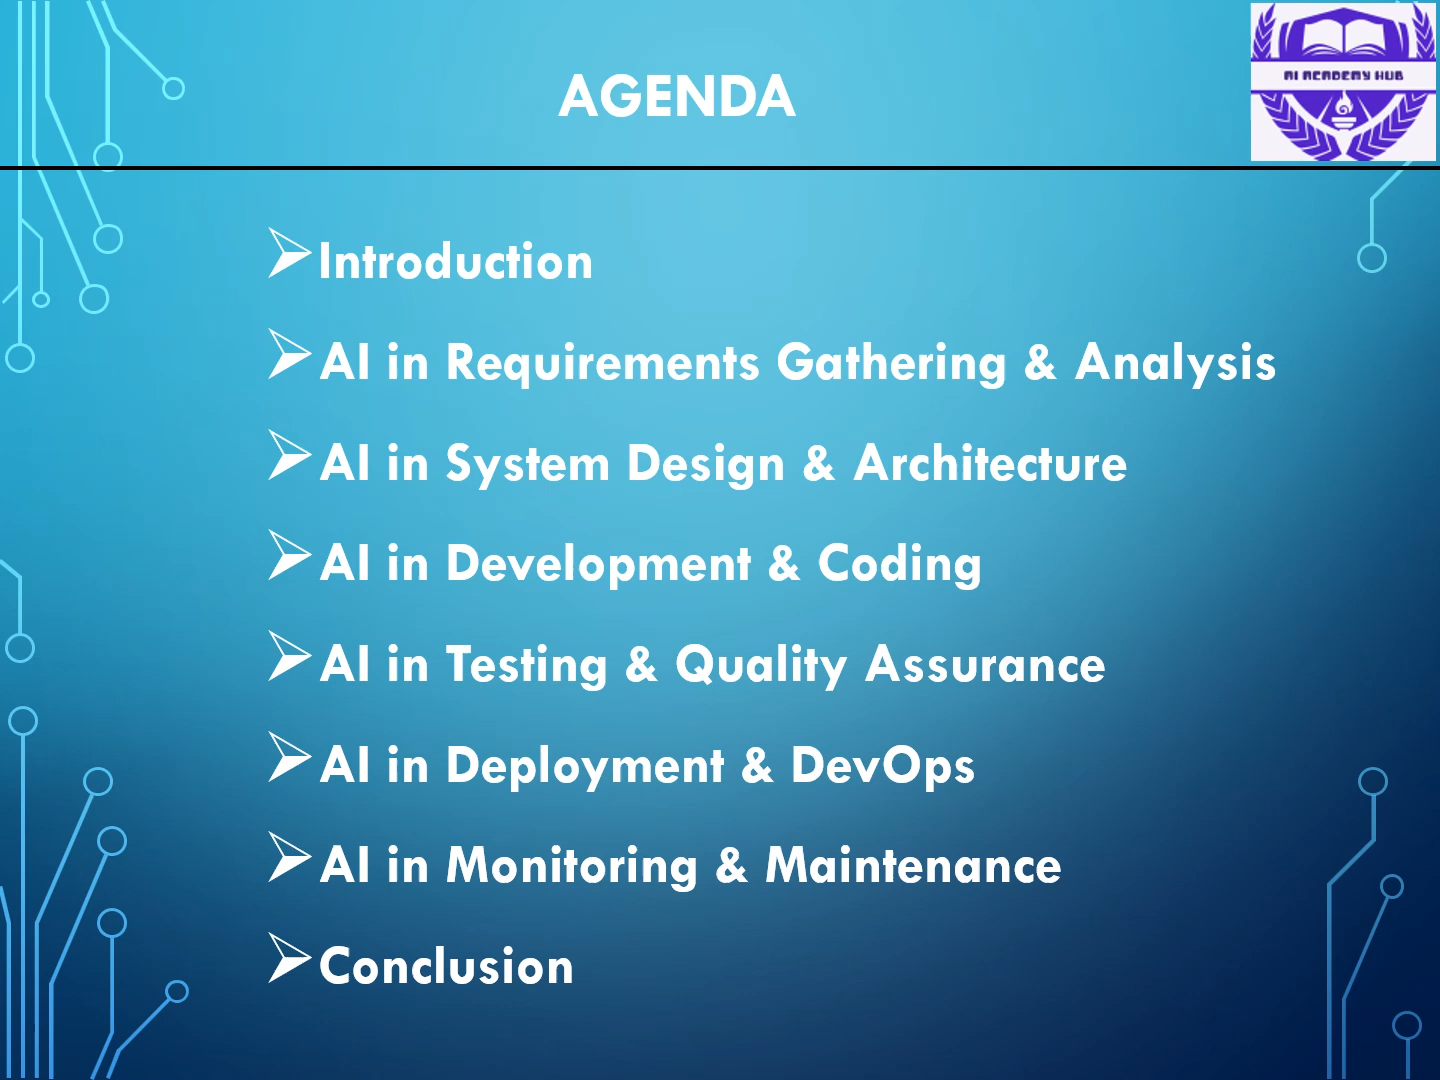 AGENDA
AI ACADEMY HUB
Introduction
AI in Requirements Gathering & Analysis
AI in System Design & Architecture
AI in Development & Coding
AI in Testing & Quality Assurance
AI in Deployment & DevOps
AI in Monitoring & Maintenance
Conclusion